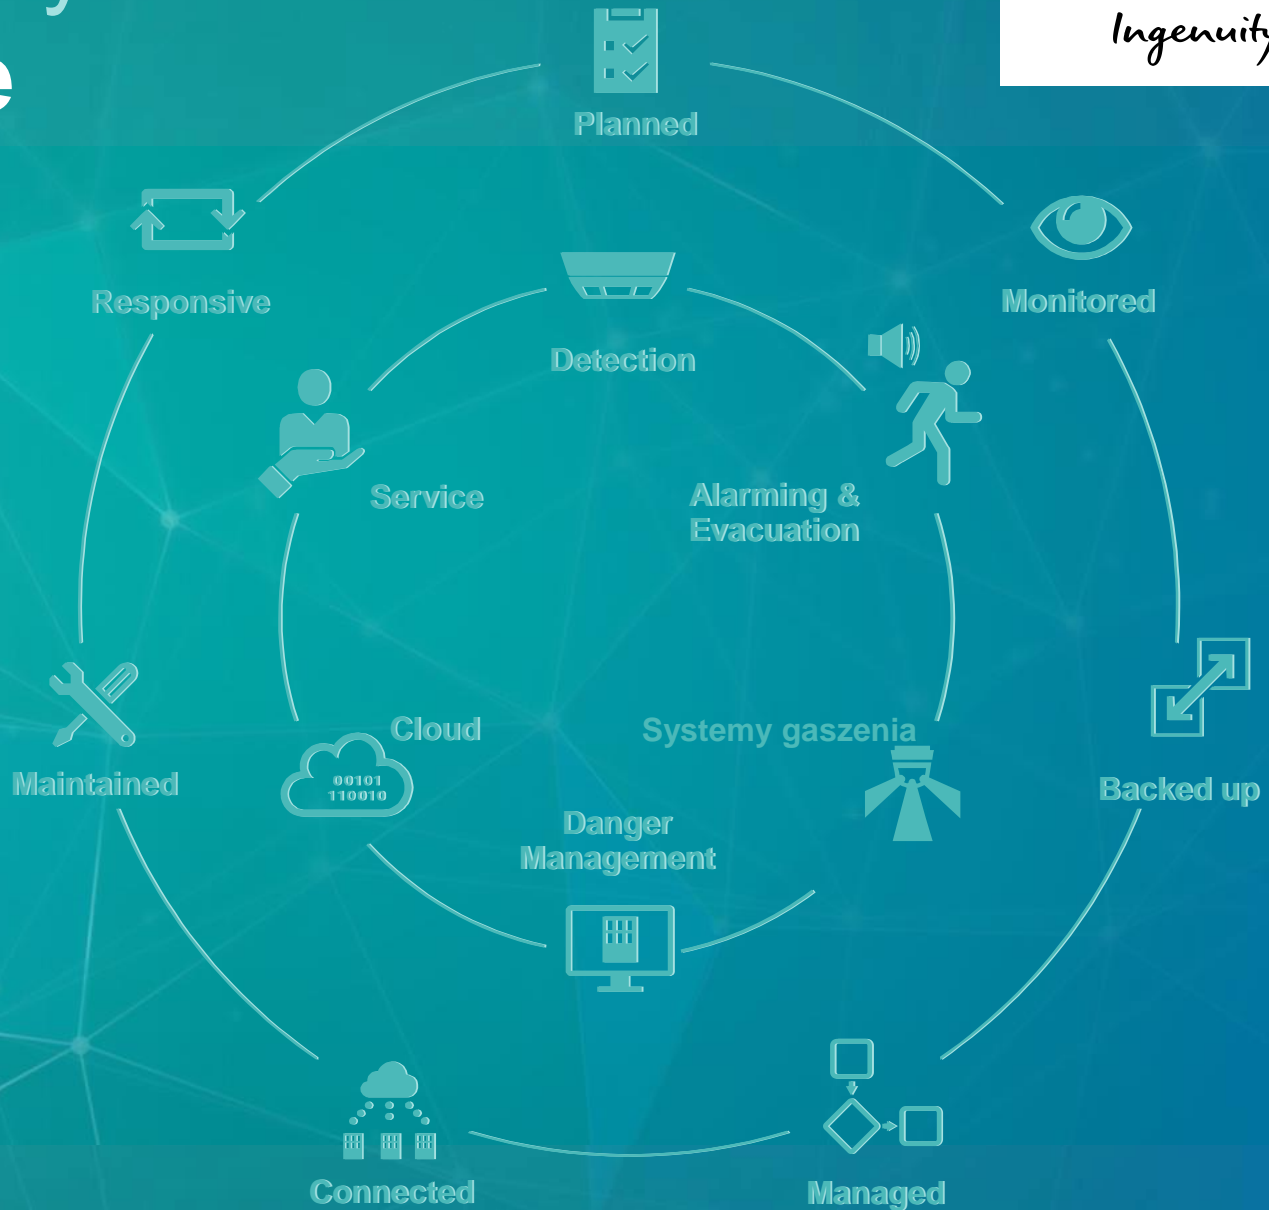 y
e
Ingenuity
Planned
Responsive
Monitored
Detection
Service
Alarming &
Evacuation
Cloud
Systemy gaszenia
00101
110010
Maintained
Backed up
Danger
Management
Connected
Managed